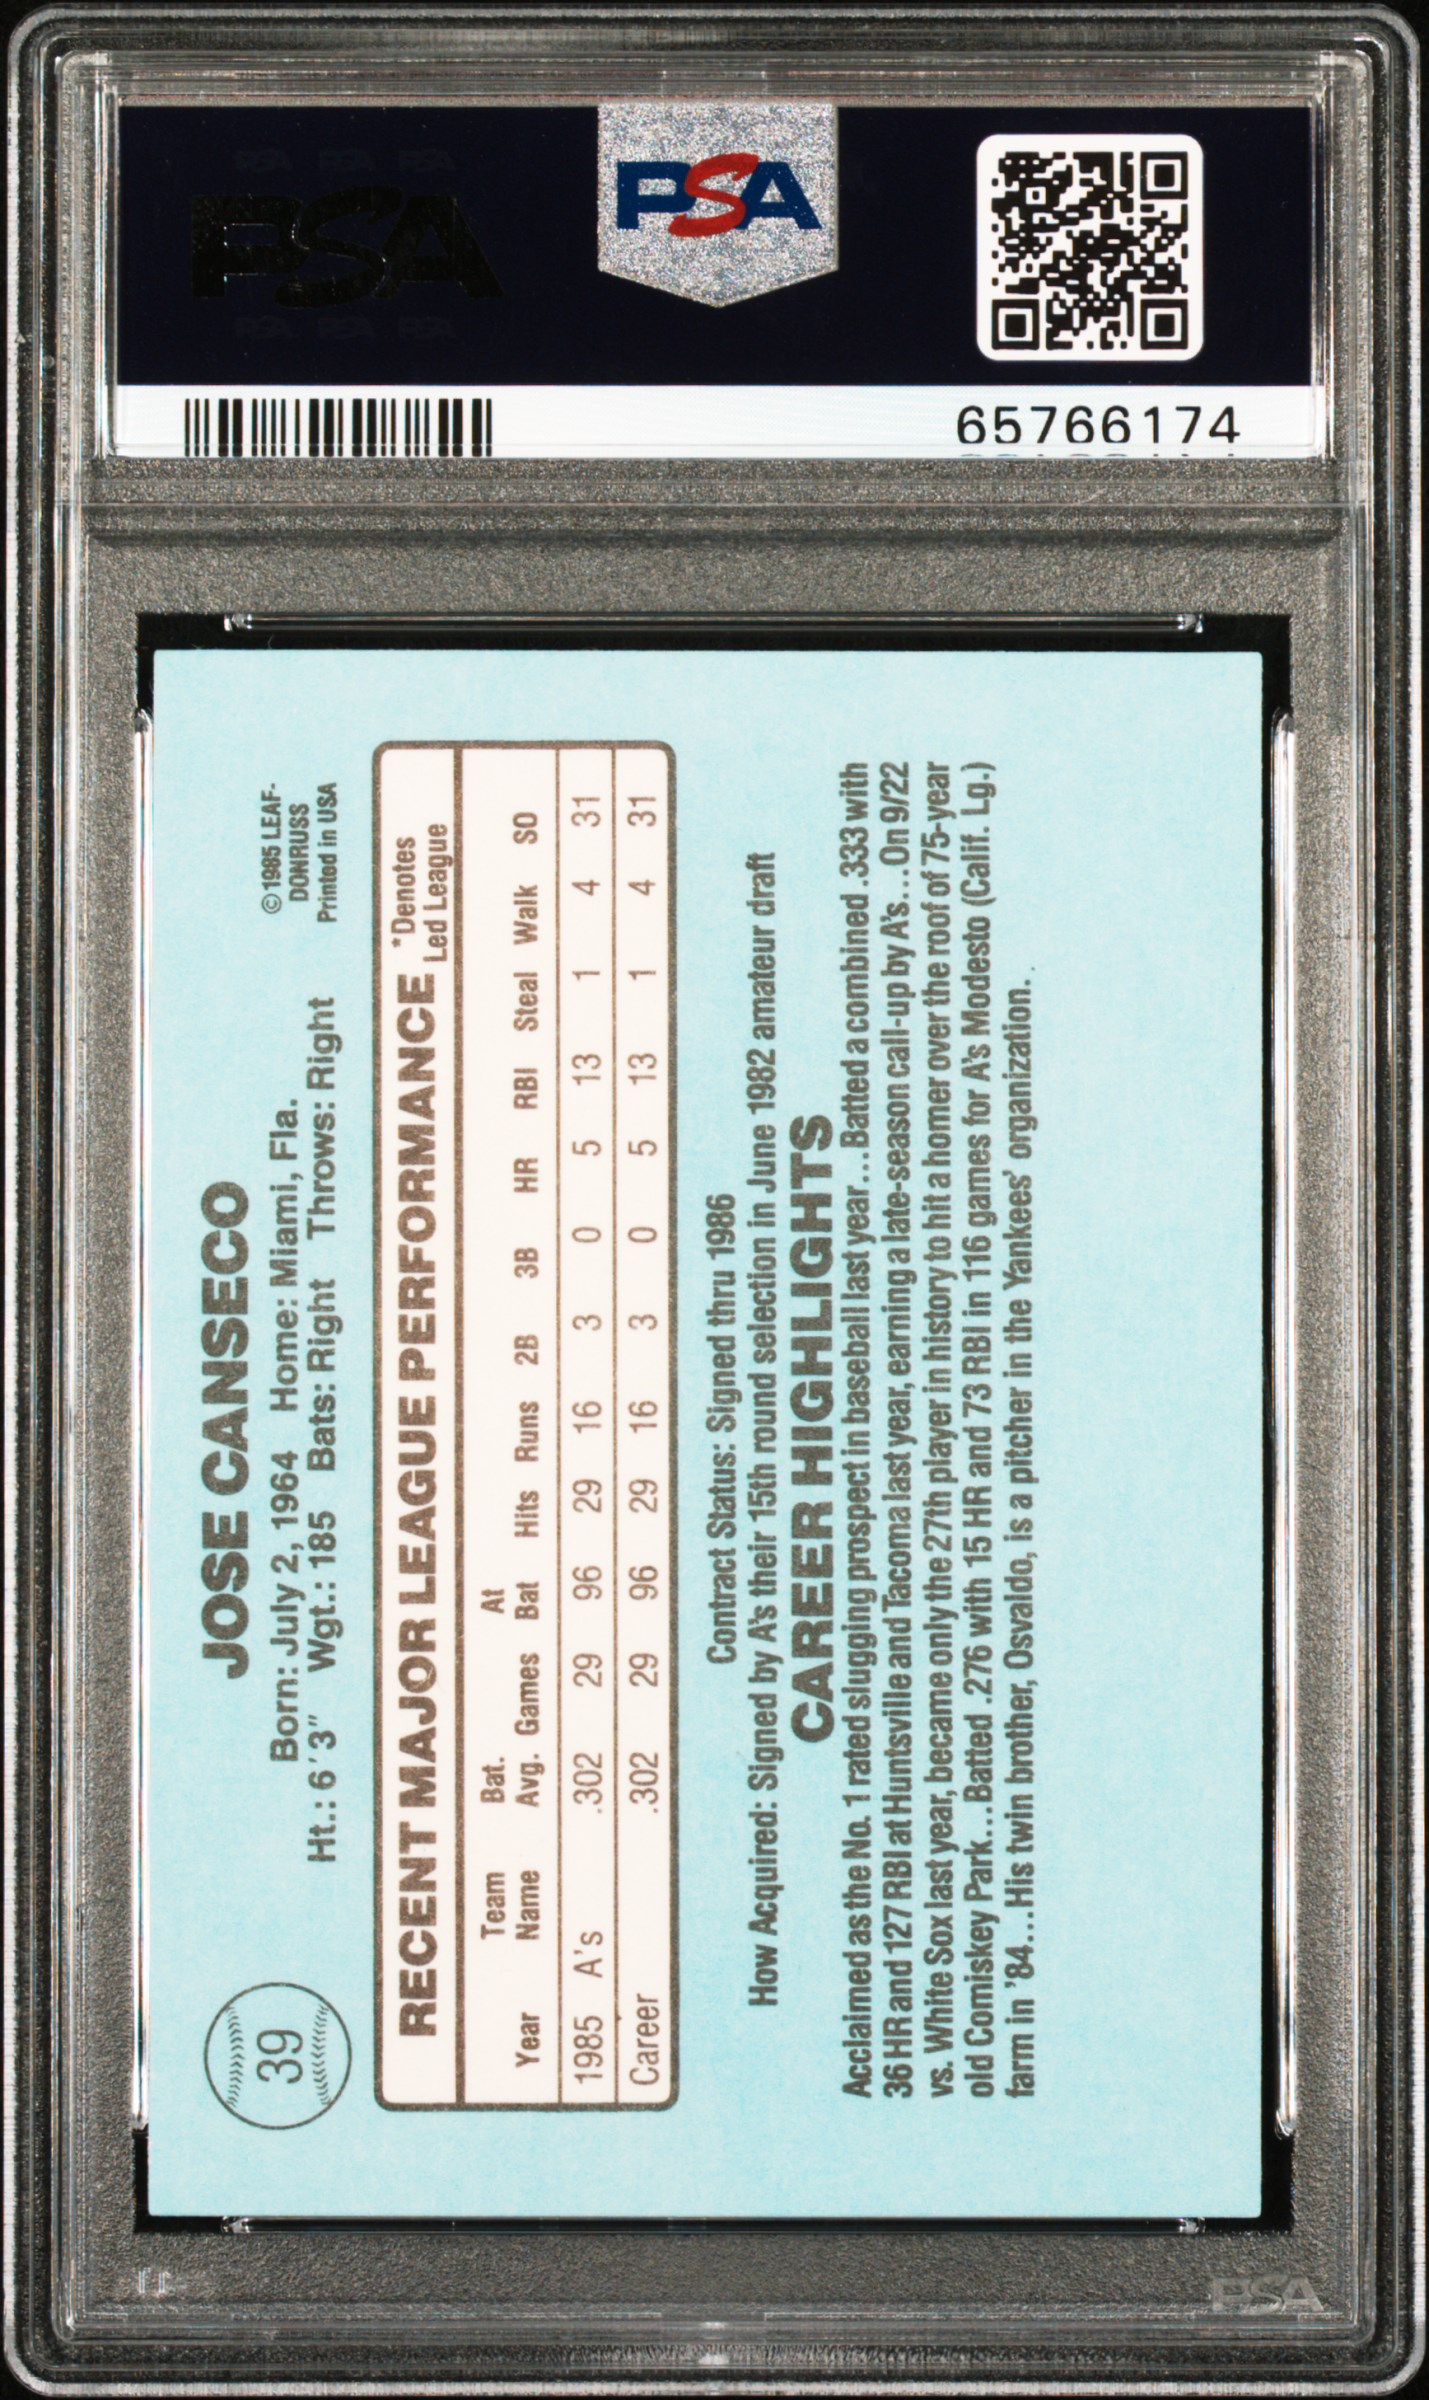 PSA
PSA
65766174
39
JOSE CANSECO
Born: July 2, 1964 Home: Miami, Fla.
Ht.: 6'3" Wgt.: 185 Bats: Right Throws: Right
©1985 LEAF-
DONRUSS
Printed in USA
RECENT MAJOR LEAGUE PERFORMANCE
*Denotes
Led League
Team Bat. At
Year Name Avg. Games Bat Hits Runs 2B 3B HR RBI Steal Walk SO
1985 A's .302 29 96 29 16 3 0 5 13 1 4 31
Career .302 29 96 29 16 3 0 5 13 1 4 31
Contract Status: Signed thru 1986
How Acquired: Signed by A's their 15th round selection in June 1982 amateur draft
CAREER HIGHLIGHTS
Acclaimed as the No. 1 rated slugging prospect in baseball last year...Batted a combined .333 with
36 HR and 127 RBI at Huntsville and Tacoma last year, earning a late-season call-up by A's...On 9/22
vs. White Sox last year, became only the 27th player in history to hit a homer over the roof of 75-year
old Comiskey Park...Batted .276 with 15 HR and 73 RBI in 116 games for A's Modesto (Calif. Lg.)
farm in '84...His twin brother, Osvaldo, is a pitcher in the Yankees' organization.
PSA